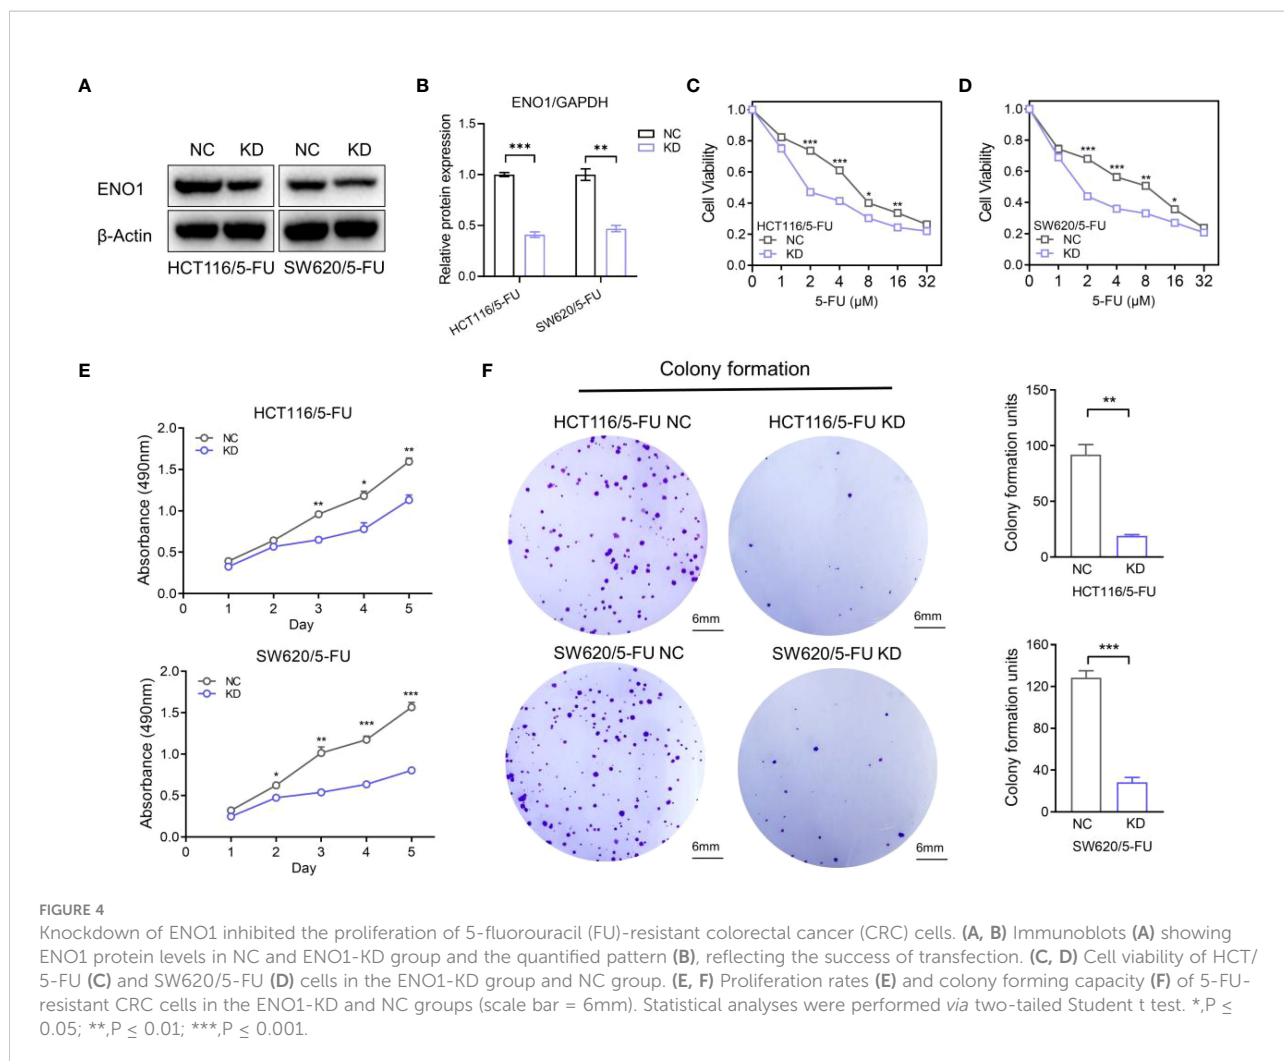 A
NC KD NC KD
ENO1
β-Actin
HCT116/5-FU SW620/5-FU
B
ENO1/GAPDH
Relative protein expression
1.5
1.0
0.5
0.0
*** **
NC
KD
HCT116/5-FU
SW620/5-FU
C
Cell Viability
1.0
0.8
0.6
0.4
0.2
0.0
*** *** * **
HCT116/5-FU
NC
KD
0 1 2 4 8 16 32
5-FU (μM)
D
Cell Viability
1.0
0.8
0.6
0.4
0.2
0.0
*** *** ** *
SW620/5-FU
NC
KD
0 1 2 4 8 16 32
5-FU (μM)
E
HCT116/5-FU
Absorbance (490nm)
2.0
1.5
1.0
0.5
0.0
NC
KD
** * **
0 1 2 3 4 5
Day
SW620/5-FU
Absorbance (490nm)
2.0
1.5
1.0
0.5
0.0
NC
KD
* ** *** ***
0 1 2 3 4 5
Day
F
Colony formation
HCT116/5-FU NC HCT116/5-FU KD
6mm 6mm
SW620/5-FU NC SW620/5-FU KD
6mm 6mm
Colony formation units
150
100
50
0
**
NC KD
HCT116/5-FU
Colony formation units
160
120
80
40
0
***
NC KD
SW620/5-FU
FIGURE 4
Knockdown of ENO1 inhibited the proliferation of 5-fluorouracil (FU)-resistant colorectal cancer (CRC) cells. (A, B) Immunoblots (A) showing
ENO1 protein levels in NC and ENO1-KD group and the quantified pattern (B), reflecting the success of transfection. (C, D) Cell viability of HCT/
5-FU (C) and SW620/5-FU (D) cells in the ENO1-KD group and NC group. (E, F) Proliferation rates (E) and colony forming capacity (F) of 5-FU-
resistant CRC cells in the ENO1-KD and NC groups (scale bar = 6mm). Statistical analyses were performed via two-tailed Student t test. *,P ≤
0.05; **,P ≤ 0.01; ***,P ≤ 0.001.